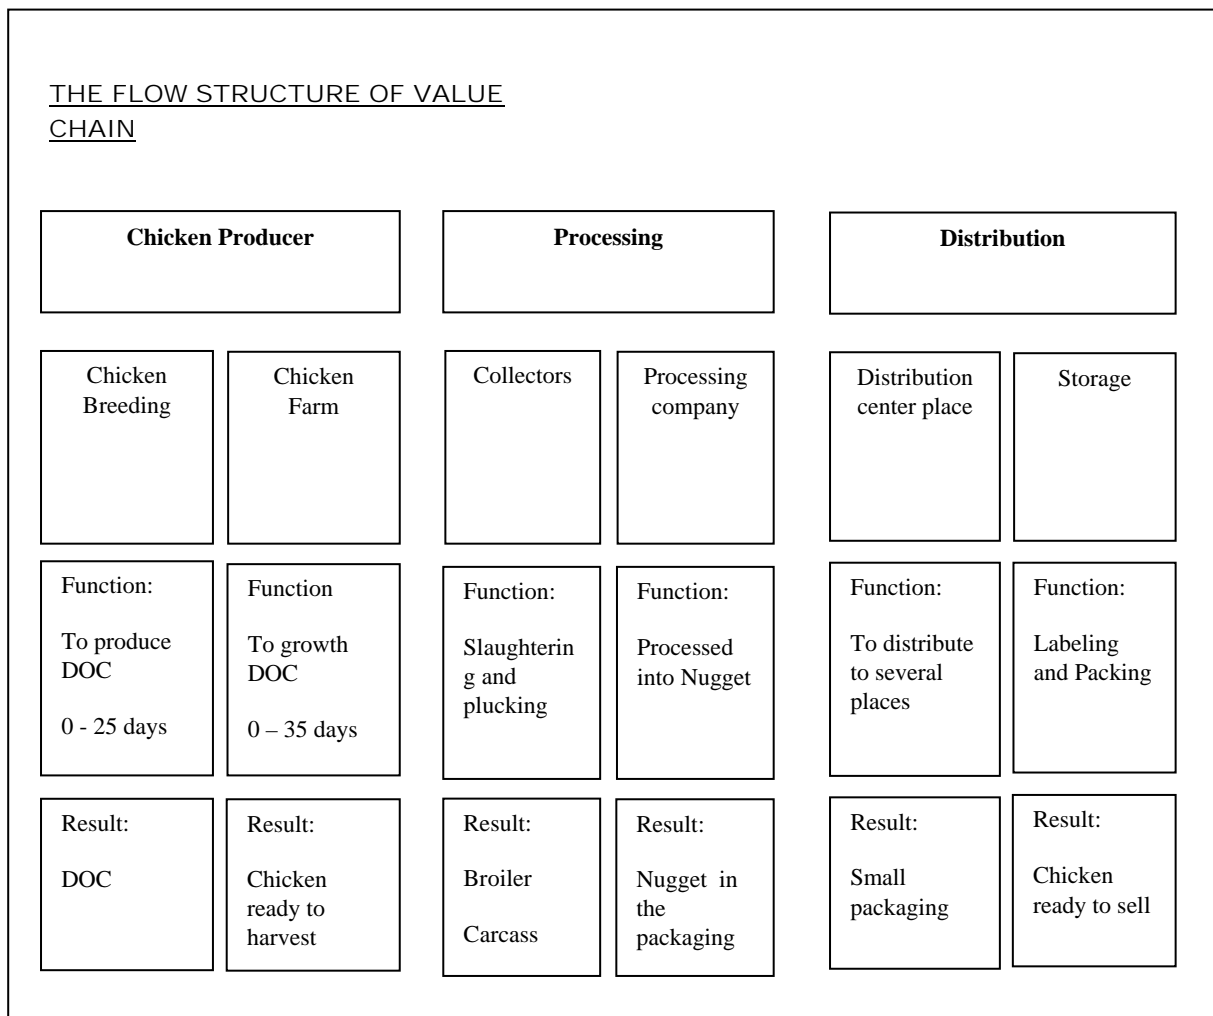 THE FLOW STRUCTURE OF VALUE
CHAIN
Chicken Producer
Processing
Distribution
Chicken
Breeding
Chicken
Farm
Collectors
Processing
company
Distribution
center place
Storage
Function:
To produce
DOC
0 - 25 days
Function
To growth
DOC
0 – 35 days
Function:
Slaughterin
g and
plucking
Function:
Processed
into Nugget
Function:
To distribute
to several
places
Function:
Labeling
and Packing
Result:
DOC
Result:
Chicken
ready to
harvest
Result:
Broiler
Carcass
Result:
Nugget in
the
packaging
Result:
Small
packaging
Result:
Chicken
ready to sell